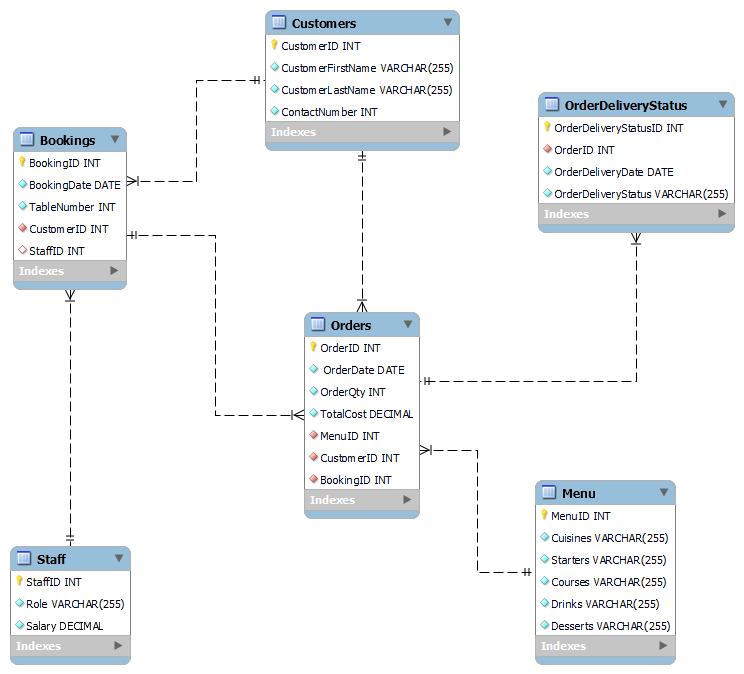 Customers
CustomerID INT
CustomerFirstName VARCHAR(255)
CustomerLastName VARCHAR(255)
ContactNumber INT
Indexes
OrderDeliveryStatus
OrderDeliveryStatusID INT
OrderID INT
OrderDeliveryDate DATE
OrderDeliveryStatus VARCHAR(255)
Indexes
Bookings
BookingID INT
BookingDate DATE
TableNumber INT
CustomerID INT
StaffID INT
Indexes
Orders
OrderID INT
OrderDate DATE
OrderQty INT
TotalCost DECIMAL
MenuID INT
CustomerID INT
BookingID INT
Indexes
Menu
MenuID INT
Cuisines VARCHAR(255)
Starters VARCHAR(255)
Courses VARCHAR(255)
Drinks VARCHAR(255)
Desserts VARCHAR(255)
Indexes
Staff
StaffID INT
Role VARCHAR(255)
Salary DECIMAL
Indexes